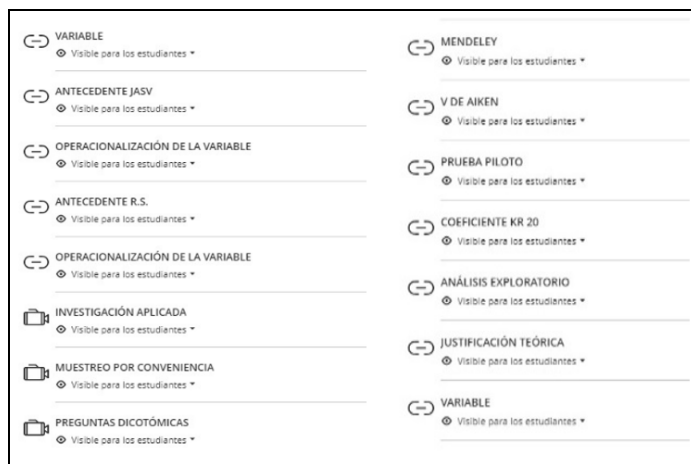 VARIABLE
Visible para los estudiantes
ANTECEDENTE JASV
Visible para los estudiantes
OPERACIONALIZACIÓN DE LA VARIABLE
Visible para los estudiantes
ANTECEDENTE R.S.
Visible para los estudiantes
OPERACIONALIZACIÓN DE LA VARIABLE
Visible para los estudiantes
INVESTIGACIÓN APLICADA
Visible para los estudiantes
MUESTREO POR CONVENIENCIA
Visible para los estudiantes
PREGUNTAS DICOTÓMICAS
Visible para los estudiantes
MENDELEY
Visible para los estudiantes
V DE AIKEN
Visible para los estudiantes
PRUEBA PILOTO
Visible para los estudiantes
COEFICIENTE KR 20
Visible para los estudiantes
ANÁLISIS EXPLORATORIO
Visible para los estudiantes
JUSTIFICACIÓN TEÓRICA
Visible para los estudiantes
VARIABLE
Visible para los estudiantes